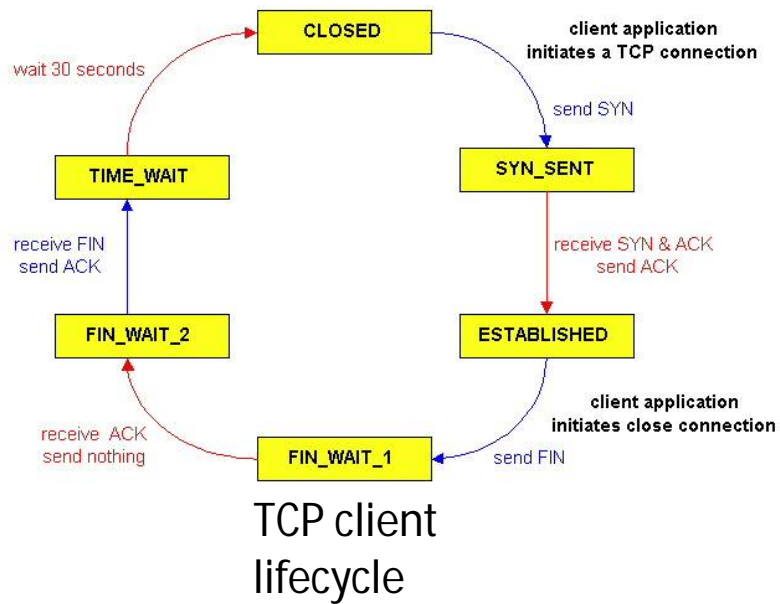 CLOSED
client application
initiates a TCP connection
send SYN
SYN_SENT
receive SYN & ACK
send ACK
ESTABLISHED
client application
initiates close connection
send FIN
FIN_WAIT_1
receive ACK
send nothing
FIN_WAIT_2
receive FIN
send ACK
TIME_WAIT
wait 30 seconds
TCP client
lifecycle